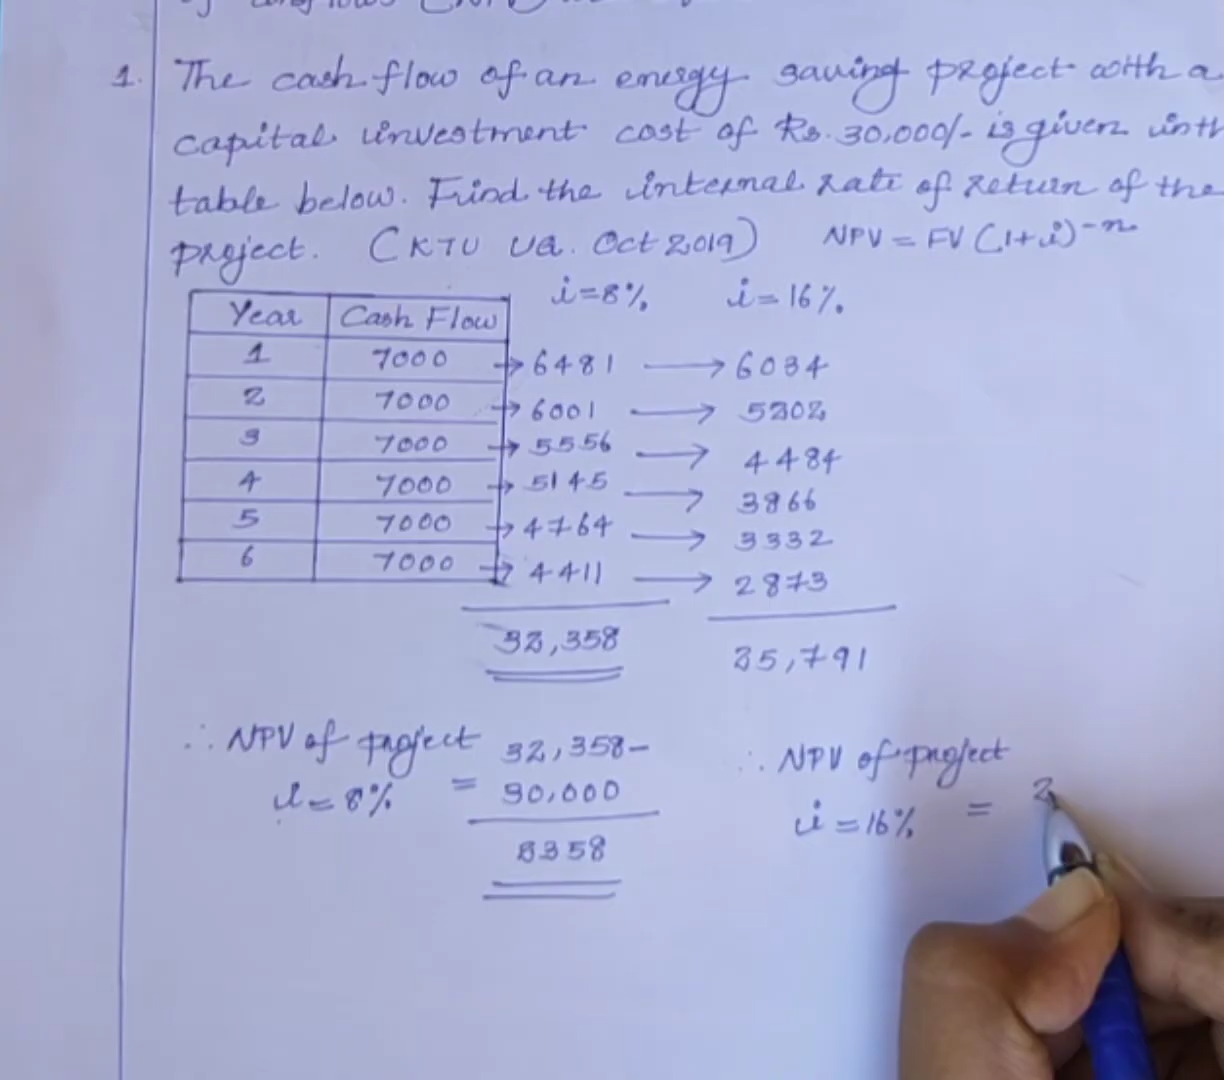 1. The cash flow of an energy saving project with a
capital investment cost of Rs. 30,000/- is given in th
table below. Find the internal rate of return of the
project. (KTU UQ. Oct 2019) NPV = FV (1+i)^-n
i=8% i=16%
Year Cash Flow
1 7000 → 6481 → 6034
2 7000 → 6001 → 5202
3 7000 → 5556 → 4484
4 7000 → 5145 → 3866
5 7000 → 4764 → 3332
6 7000 → 4411 → 2873
32,358 25,791
∴ NPV of project 32,358-
i=8% = 30,000
2358
∴ NPV of project
i=16% = 2